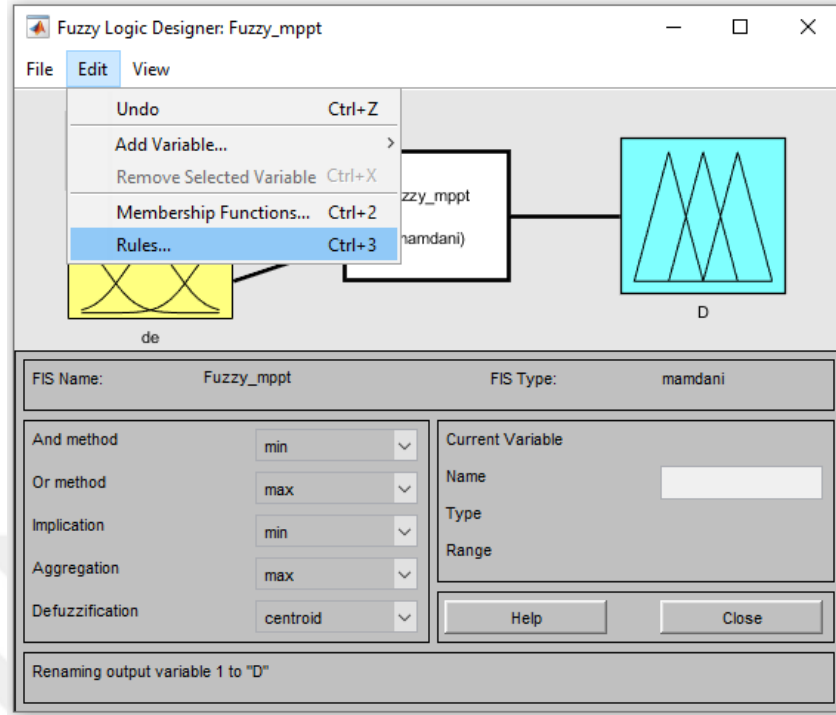 Fuzzy Logic Designer: Fuzzy_mppt
File Edit View
Undo Ctrl+Z
Add Variable... >
Remove Selected Variable Ctrl+X
Membership Functions... Ctrl+2
Rules... Ctrl+3
zzy_mppt
namdani)
D
de
FIS Name: Fuzzy_mppt FIS Type: mamdani
And method min
Or method max
Implication min
Aggregation max
Defuzzification centroid
Current Variable
Name
Type
Range
Help Close
Renaming output variable 1 to "D"